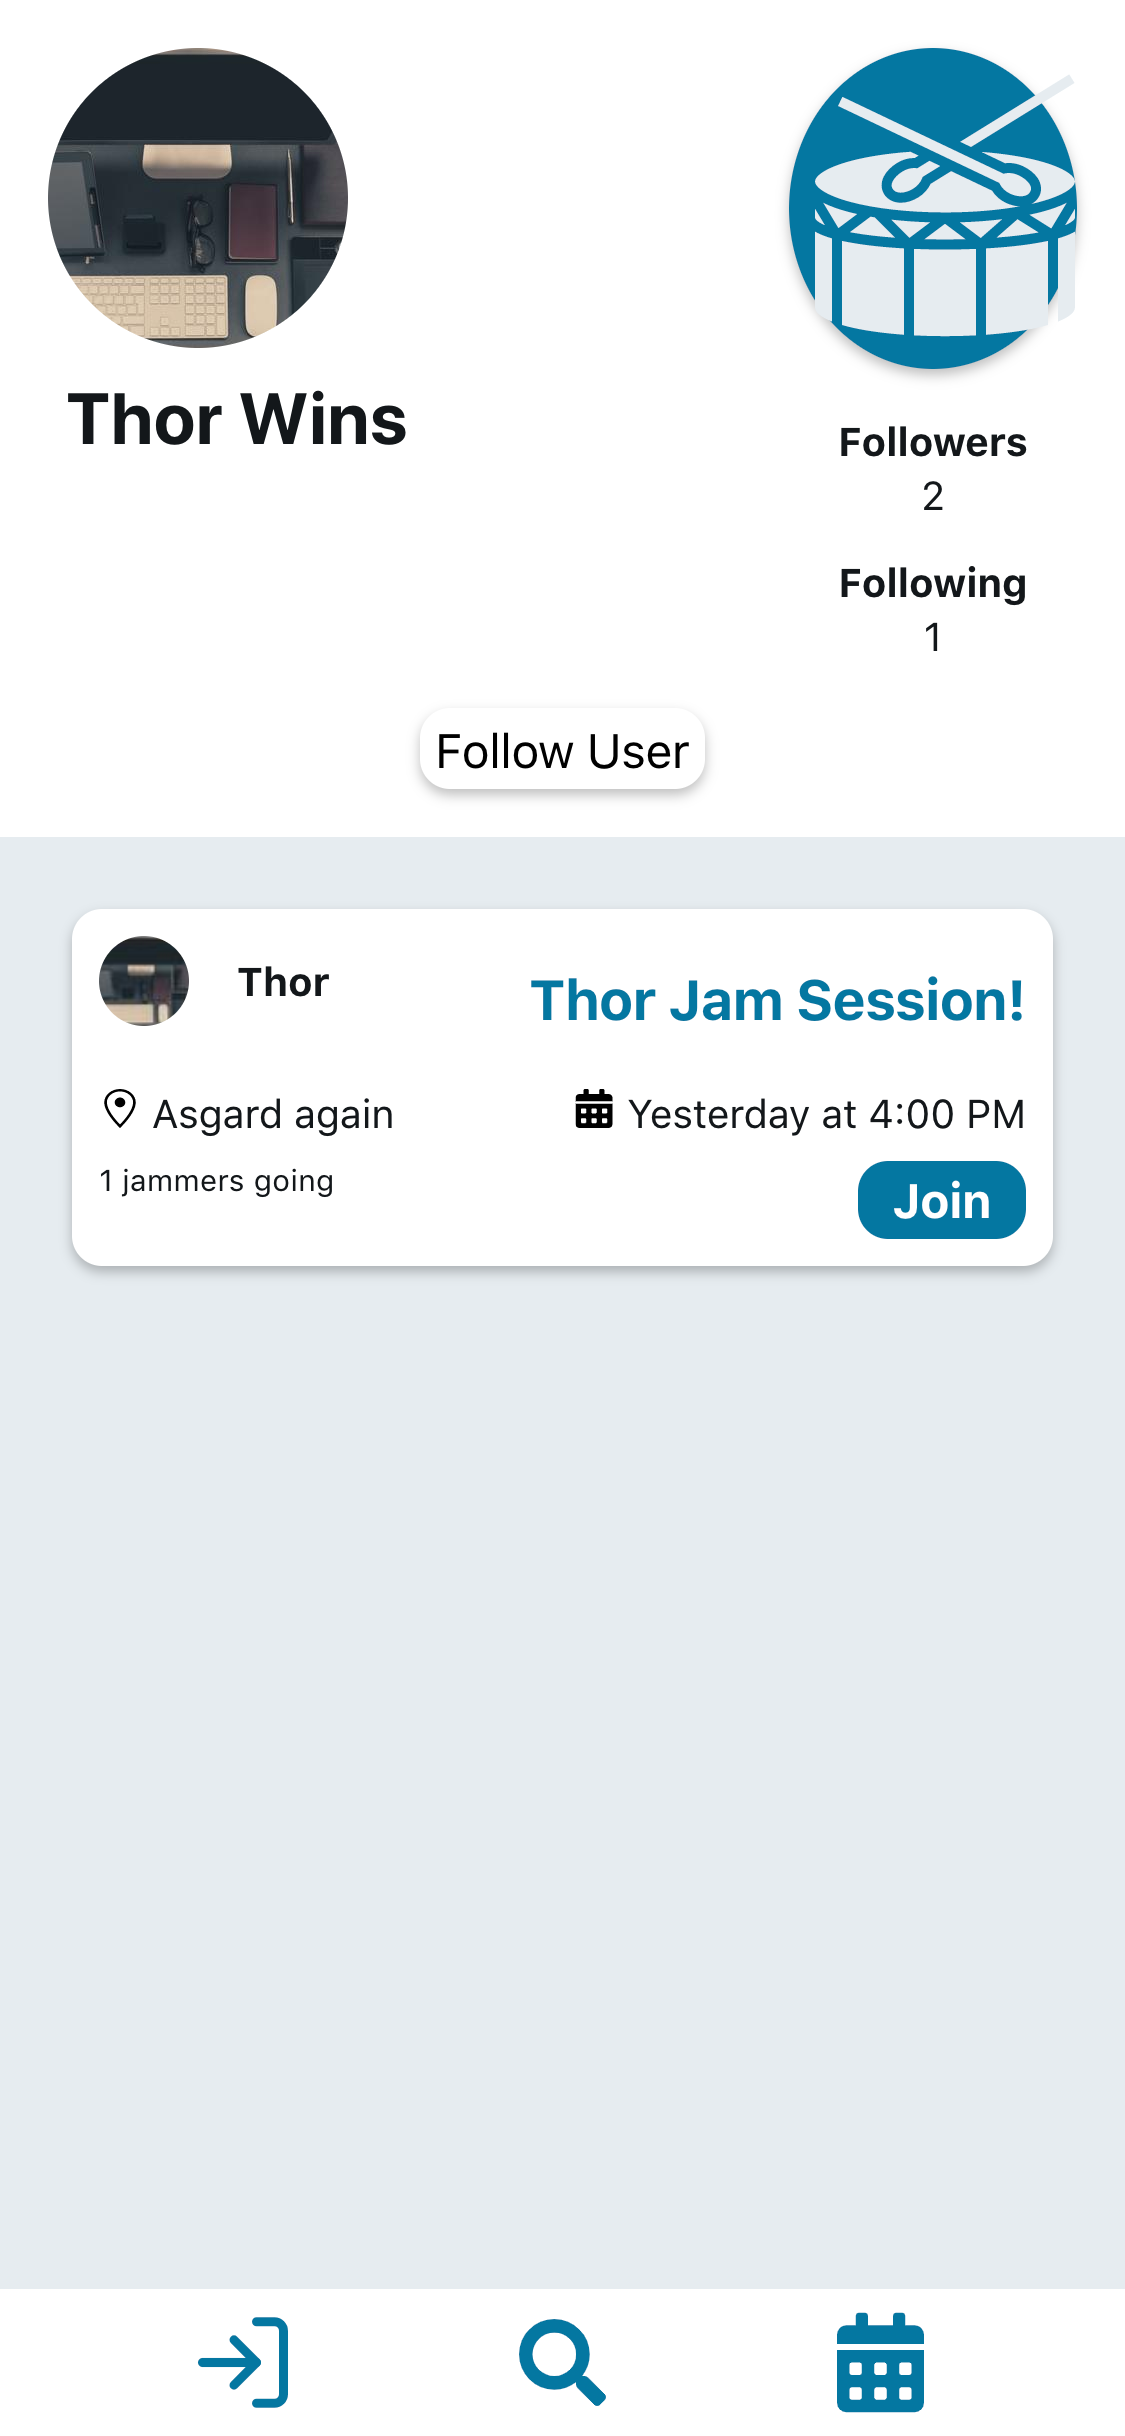 Thor Wins
Followers
2
Following
1
Follow User
Thor
Thor Jam Session!
Asgard again
Yesterday at 4:00 PM
1 jammers going
Join